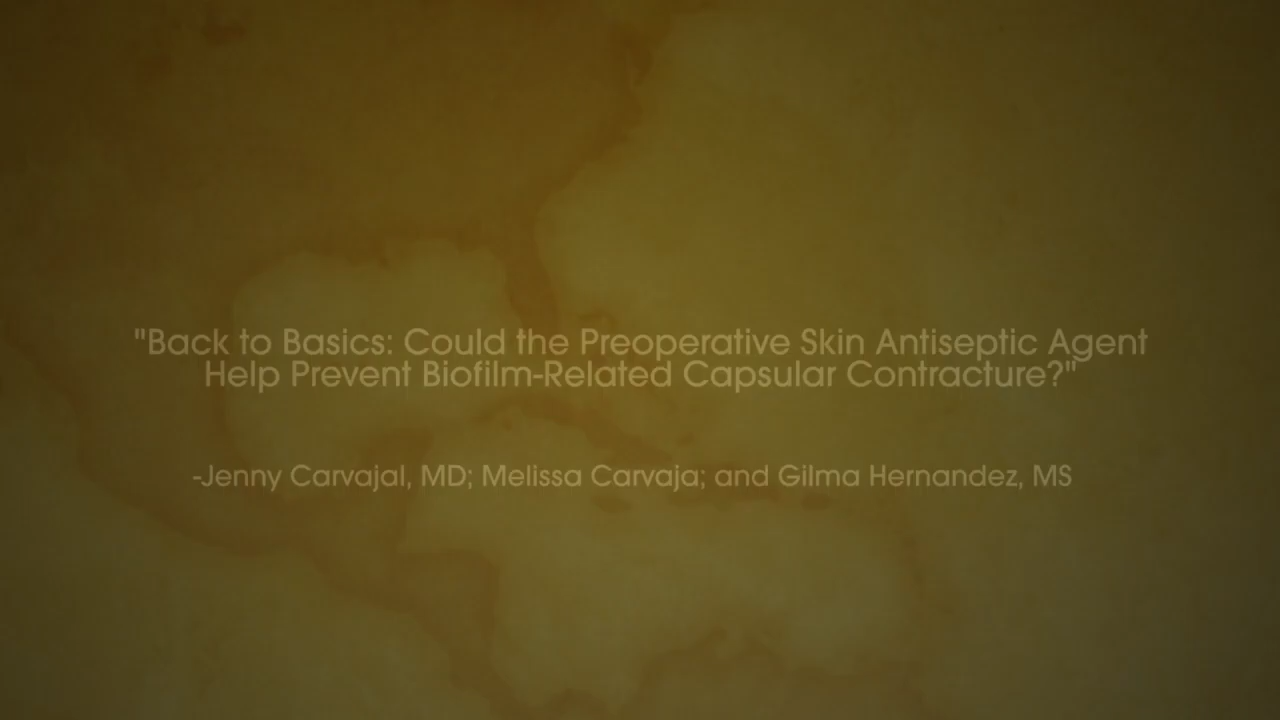 "Back to Basics: Could the Preoperative Skin Antiseptic Agent
Help Prevent Biofilm-Related Capsular Contracture?"
-Jenny Carvajal, MD; Melissa Carvaja; and Gilma Hernandez, MS